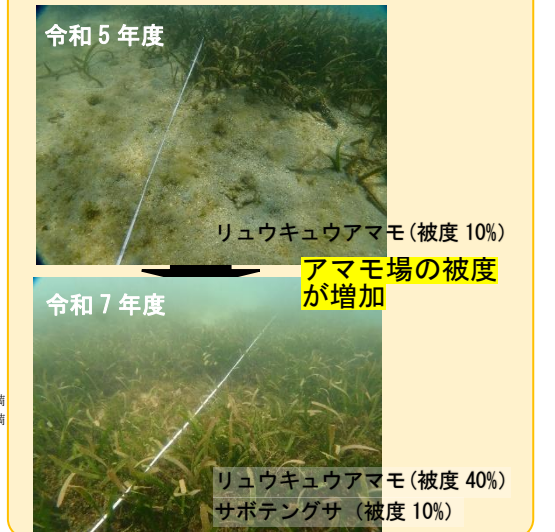 令和5年度
リュウキュウアマモ(被度 10%)
アマモ場の被度
が増加
令和7年度
リュウキュウアマモ(被度 40%)
サボテングサ (被度 10%)